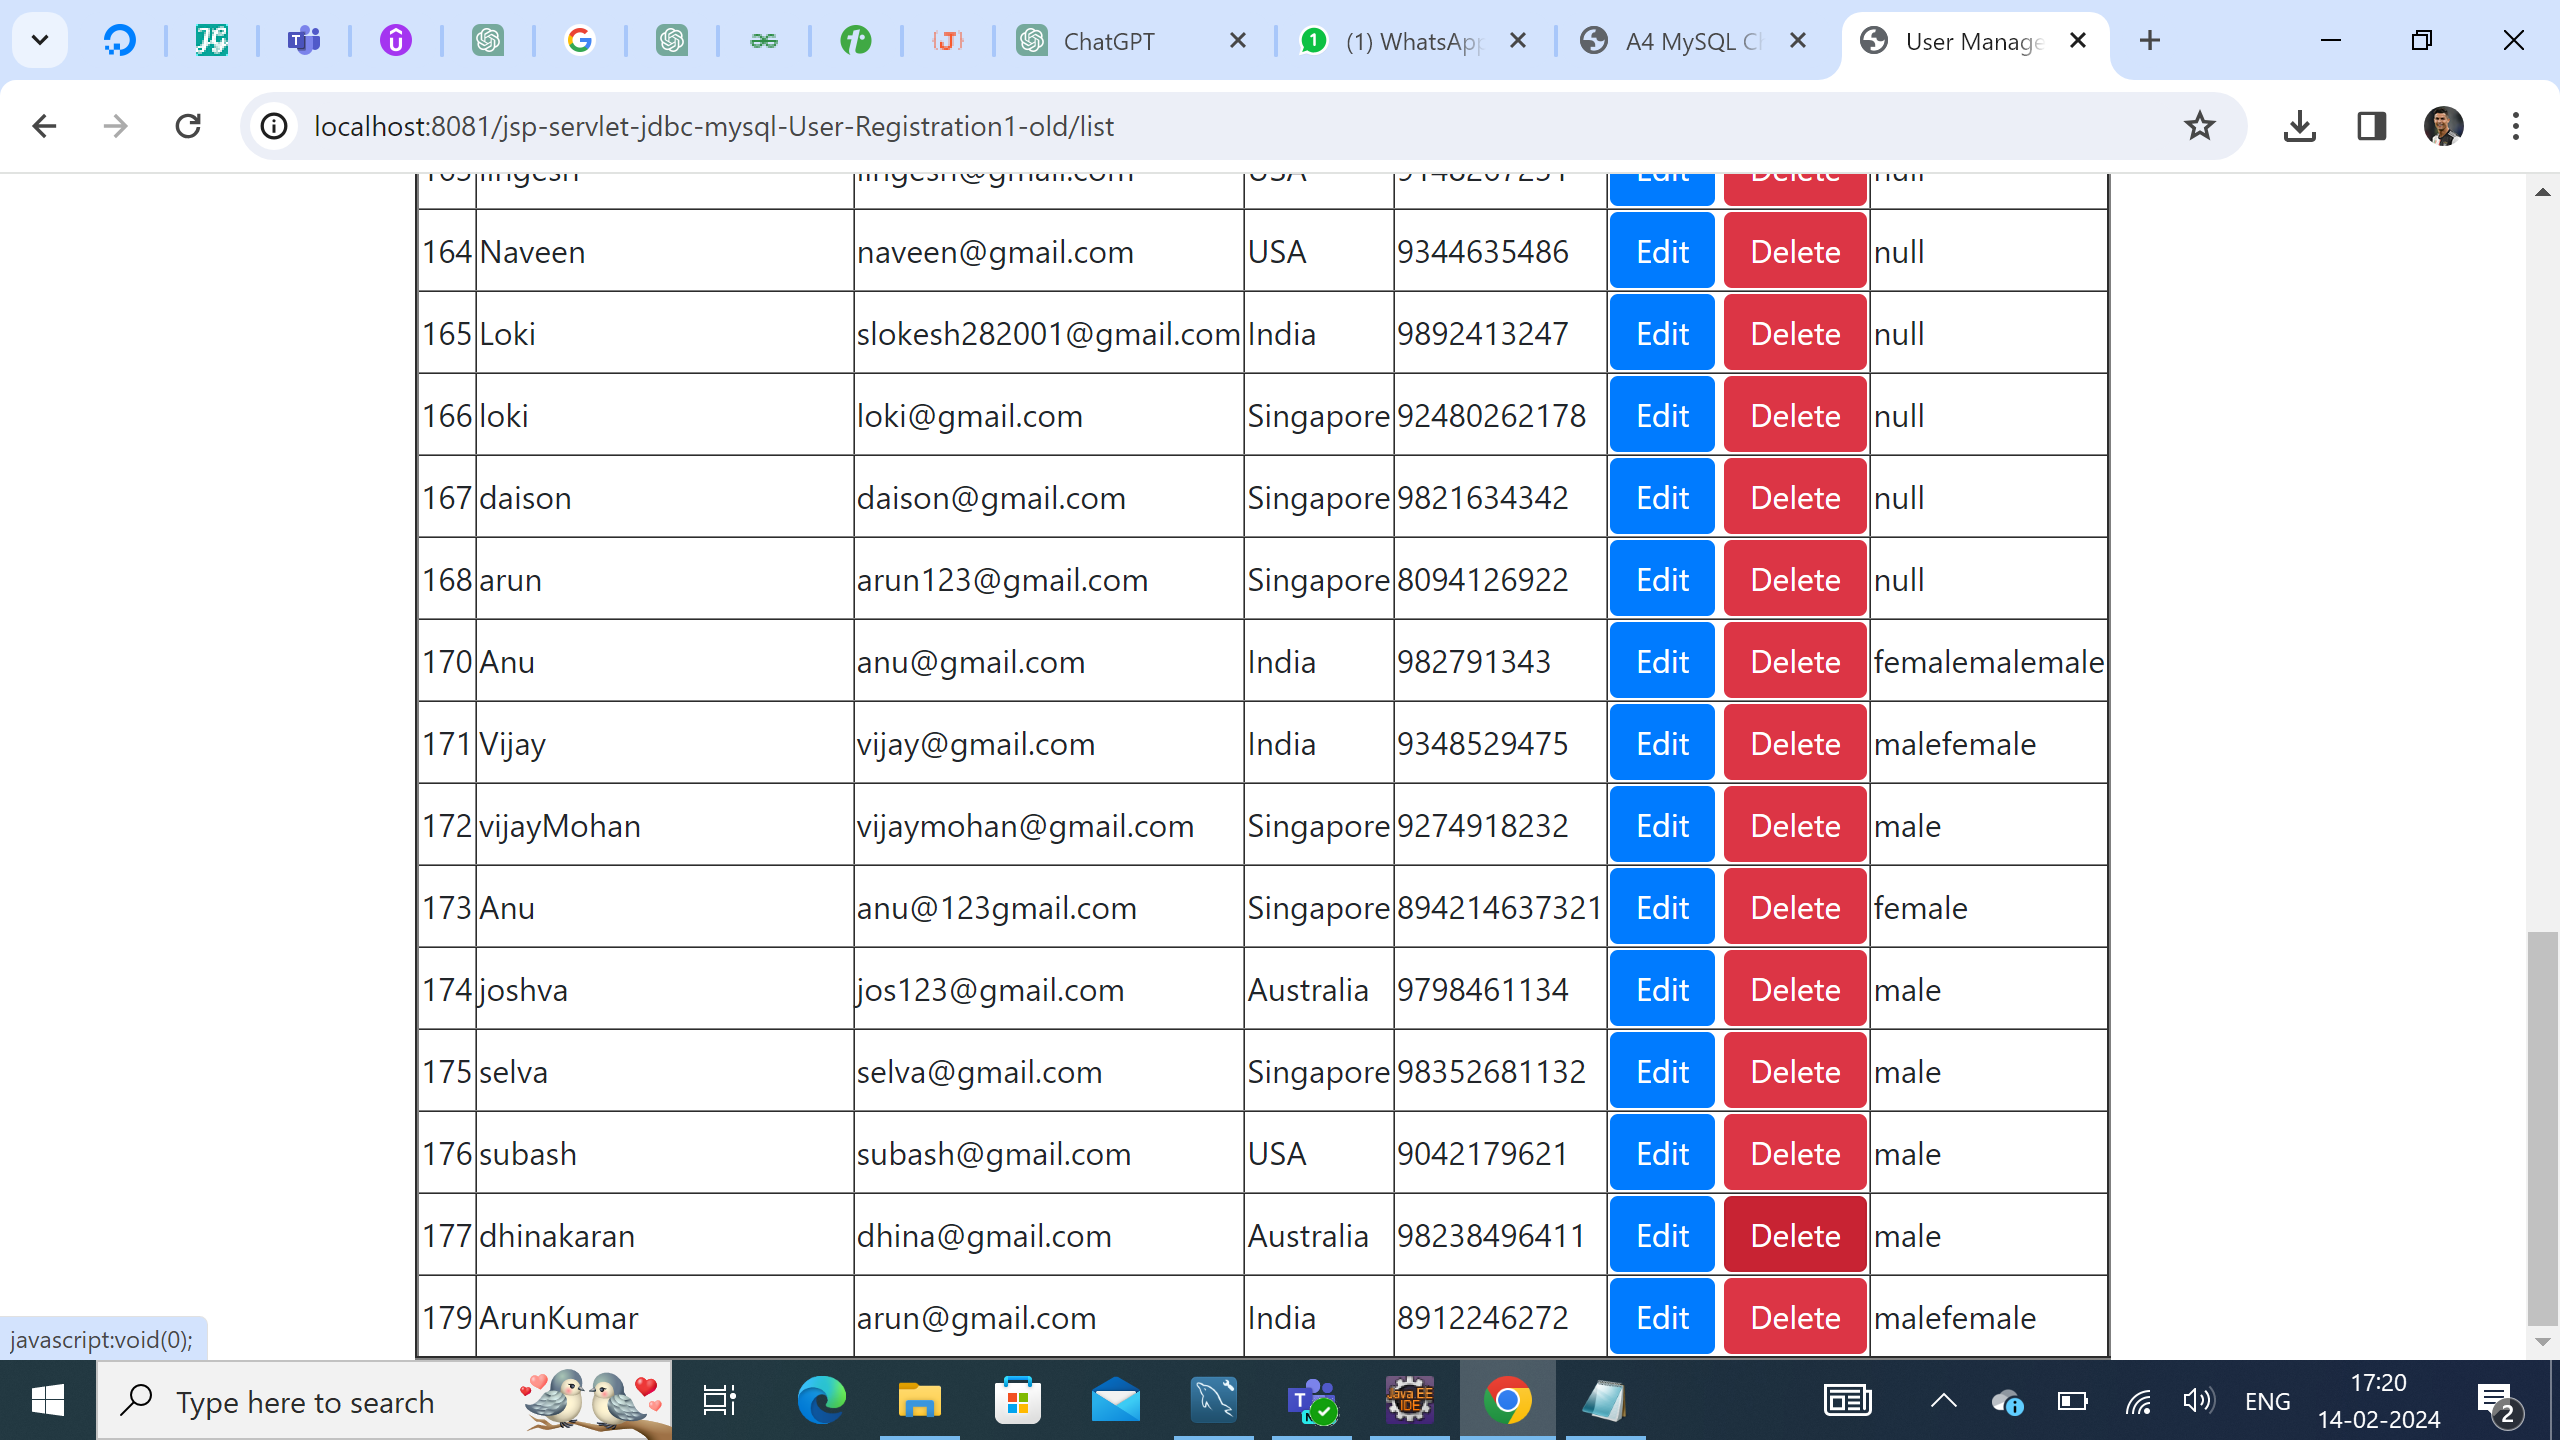 ChatGPT
(1) WhatsApp
A4 MySQL Ch
User Manage
localhost:8081/jsp-servlet-jdbc-mysql-User-Registration1-old/list
163 lingesh lingesh@gmail.com USA 9148267251 Edit Delete null
164 Naveen naveen@gmail.com USA 9344635486 Edit Delete null
165 Loki slokesh282001@gmail.com India 9892413247 Edit Delete null
166 loki loki@gmail.com Singapore 92480262178 Edit Delete null
167 daison daison@gmail.com Singapore 9821634342 Edit Delete null
168 arun arun123@gmail.com Singapore 8094126922 Edit Delete null
170 Anu anu@gmail.com India 982791343 Edit Delete femalemalemale
171 Vijay vijay@gmail.com India 9348529475 Edit Delete malefemale
172 vijayMohan vijaymohan@gmail.com Singapore 9274918232 Edit Delete male
173 Anu anu@123gmail.com Singapore 894214637321 Edit Delete female
174 joshva jos123@gmail.com Australia 9798461134 Edit Delete male
175 selva selva@gmail.com Singapore 98352681132 Edit Delete male
176 subash subash@gmail.com USA 9042179621 Edit Delete male
177 dhinakaran dhina@gmail.com Australia 98238496411 Edit Delete male
179 ArunKumar arun@gmail.com India 8912246272 Edit Delete malefemale
javascript:void(0);
Type here to search
ENG
17:20
14-02-2024
2